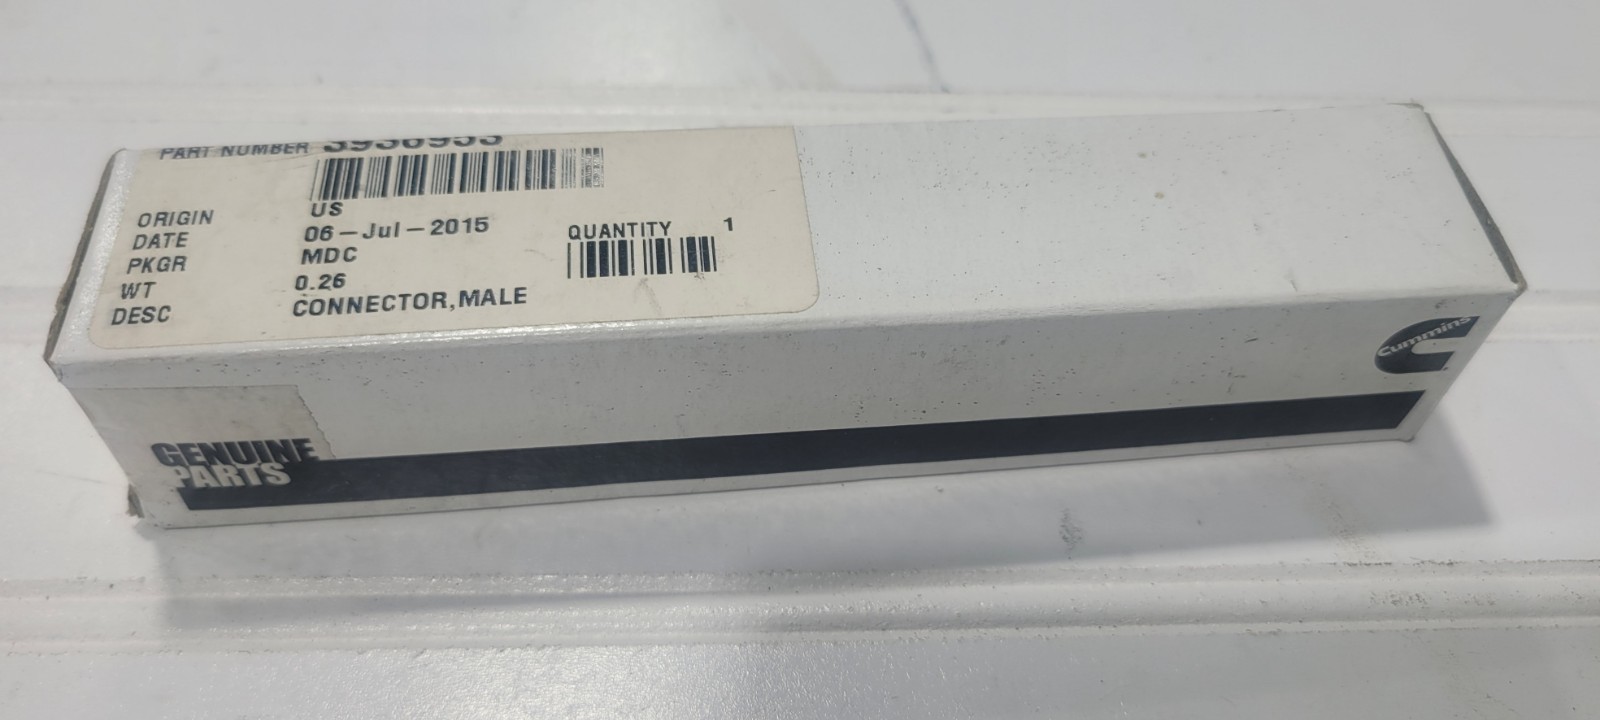 PART NUMBER
ORIGIN US
DATE 06-Jul-2015
QUANTITY 1
PKGR MDC
WT 0.26
DESC CONNECTOR,MALE
Cummins
GENUINE
PARTS